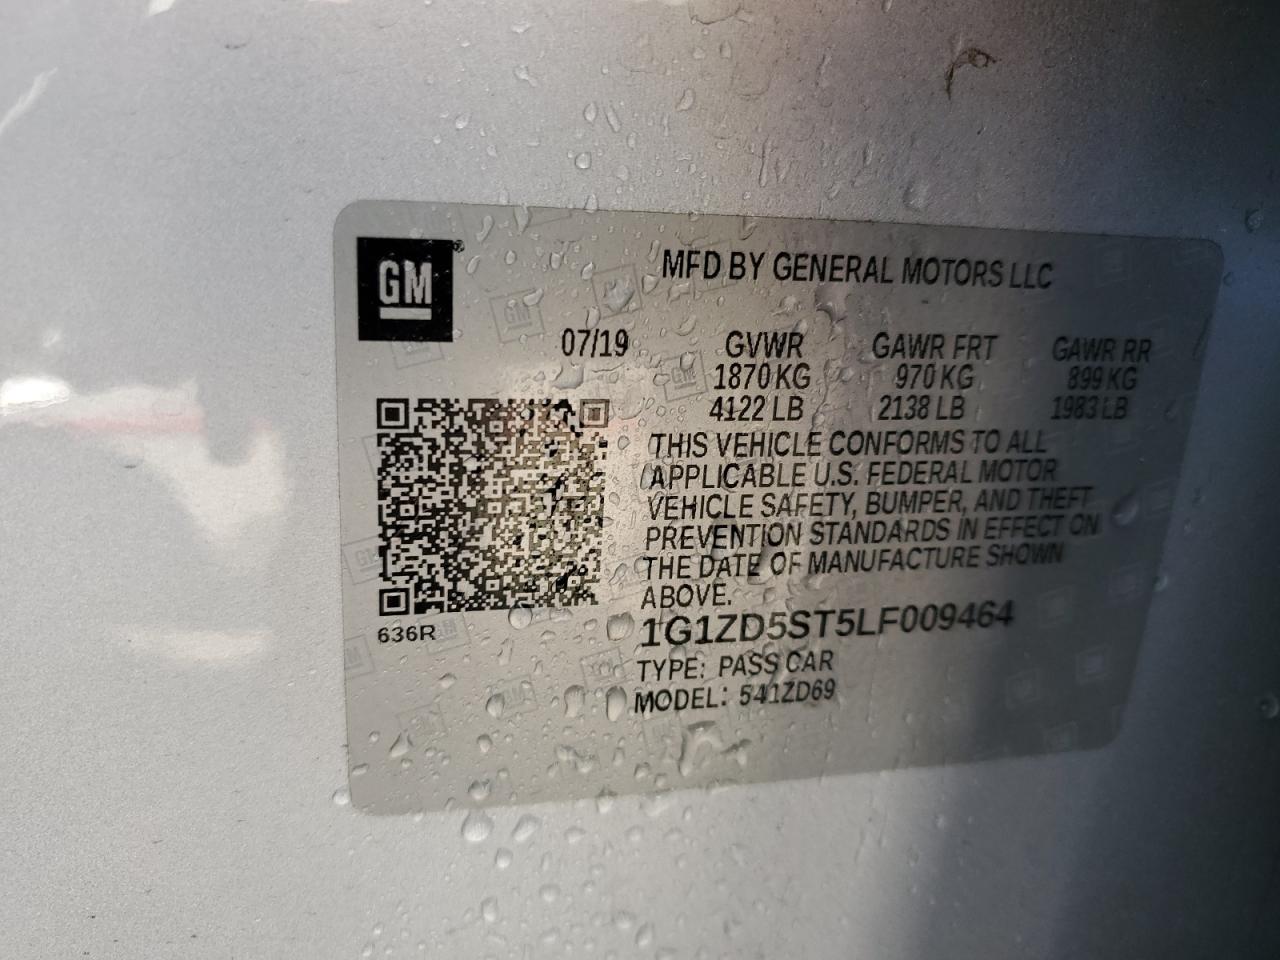 GM
MFD BY GENERAL MOTORS LLC
07/19 GVWR GAWR FRT GAWR RR
1870 KG 970 KG 899 KG
4122 LB 2138 LB 1983 LB
THIS VEHICLE CONFORMS TO ALL
APPLICABLE U.S. FEDERAL MOTOR
VEHICLE SAFETY, BUMPER, AND THEFT
PREVENTION STANDARDS IN EFFECT ON
THE DATE OF MANUFACTURE SHOWN
ABOVE.
636R
1G1ZD5ST5LF009464
TYPE: PASS CAR
MODEL: 541ZD69